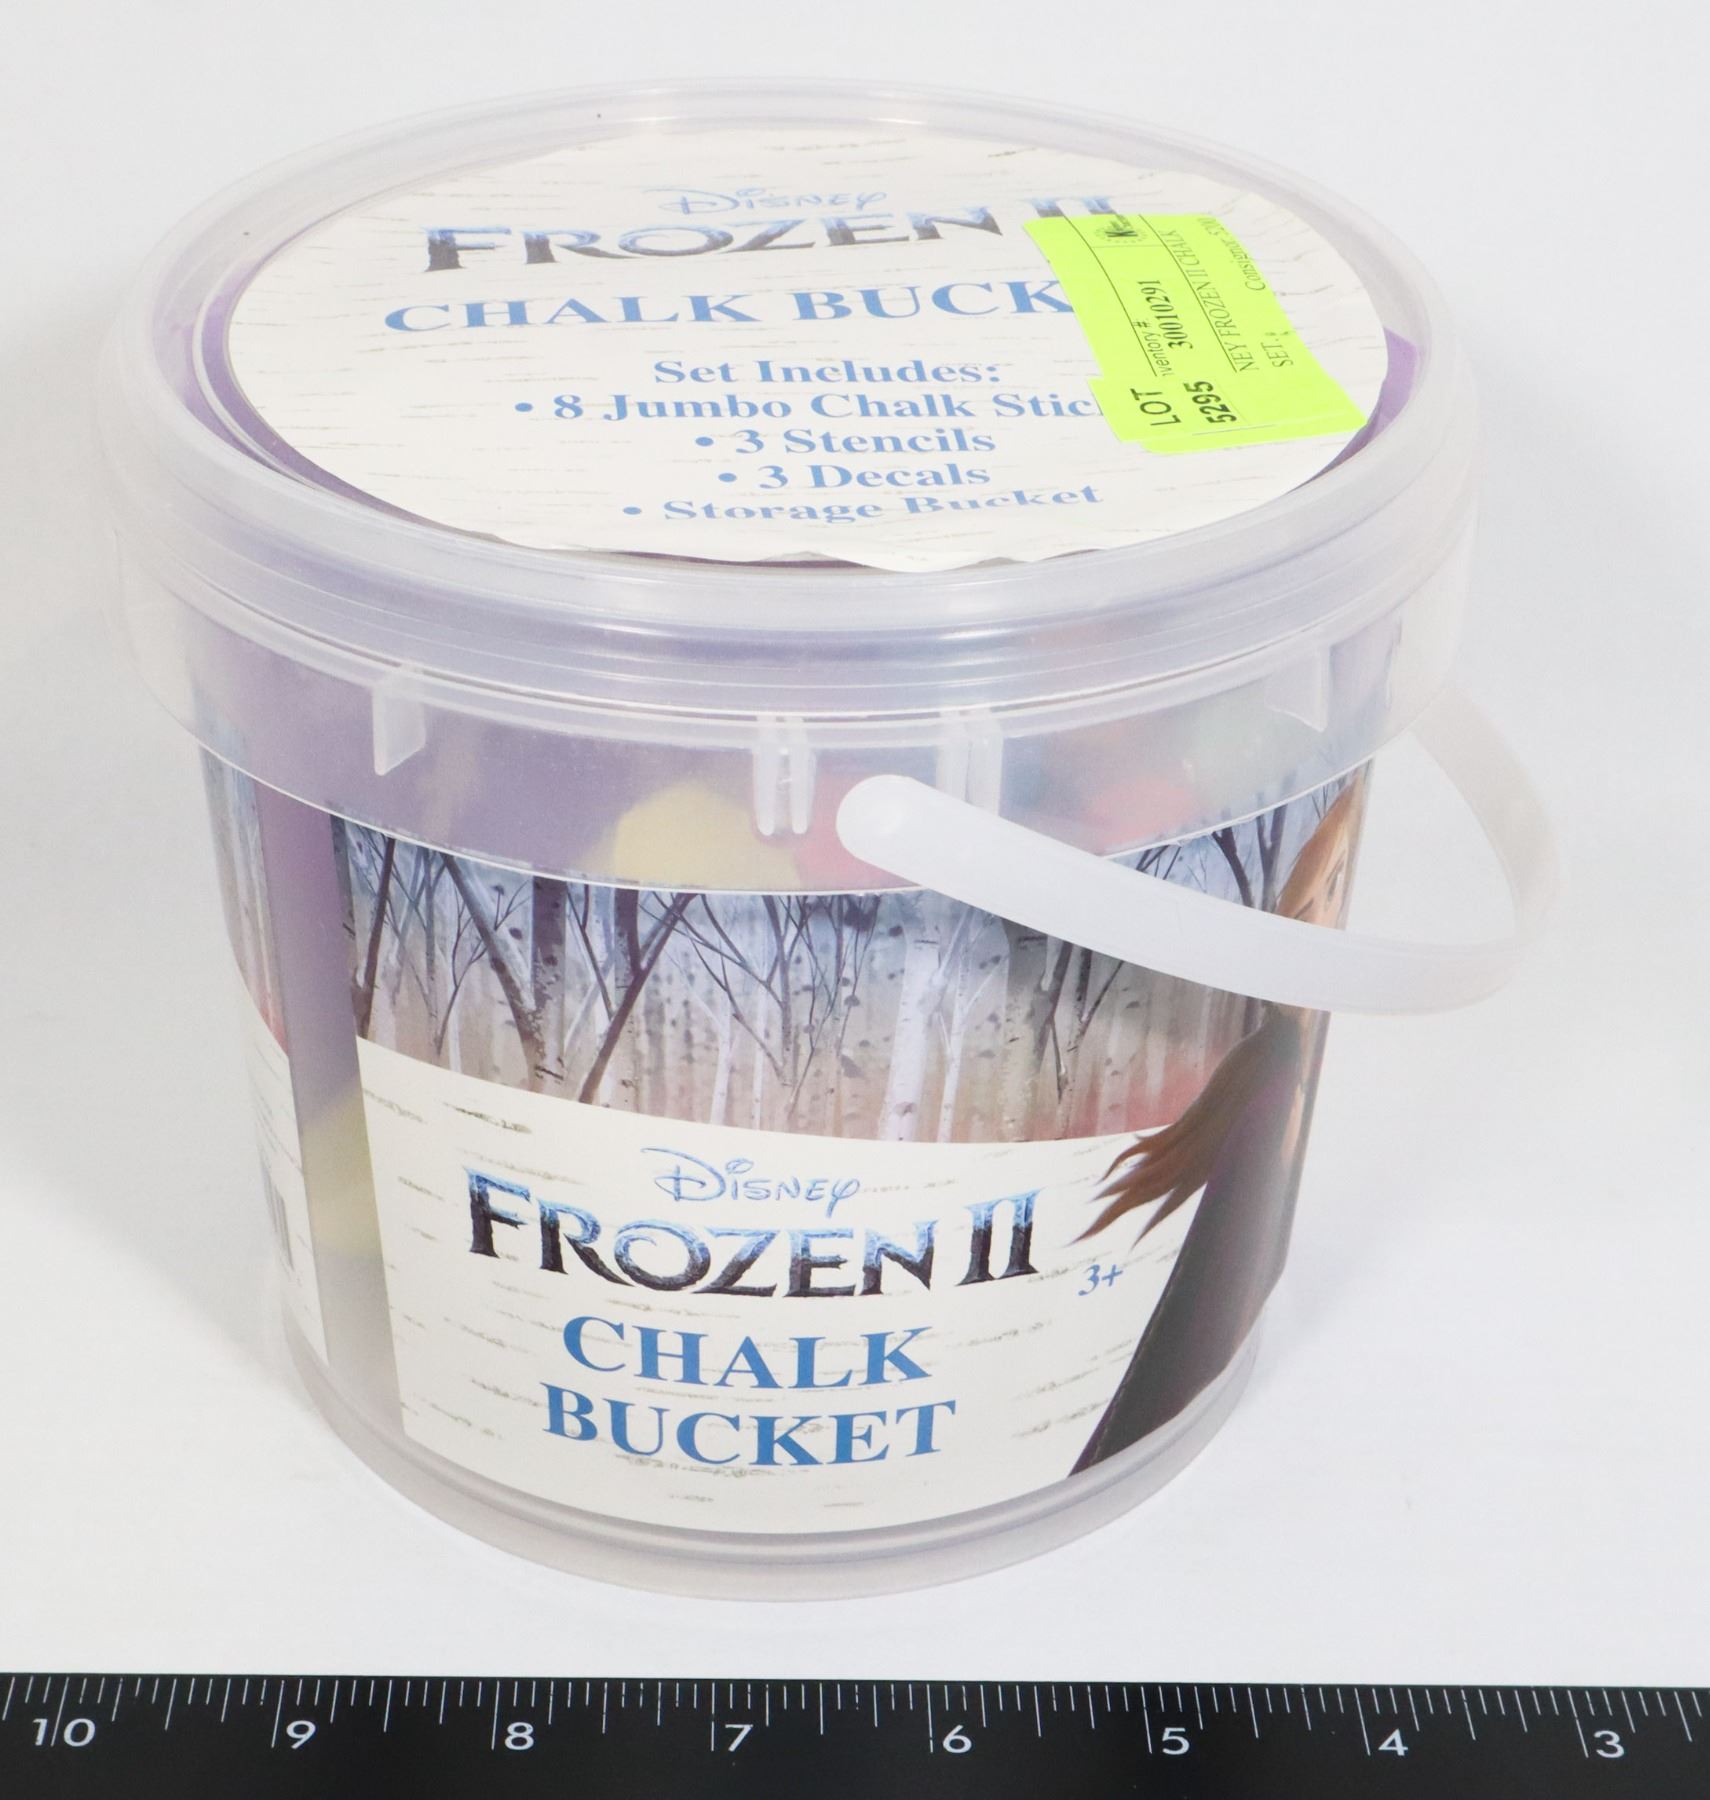 Disney
FROZEN II
CHALK BUCK
Set Includes:
• 8 Jumbo Chalk Stic
• 3 Stencils
• 3 Decals
• Storage Bucket
LOT
5295
ventory#
30010291
NEY FROZEN II CHALK
SET.
Disney
FROZEN II
3+
CHALK
BUCKET
10 9 8 7 6 5 4 3